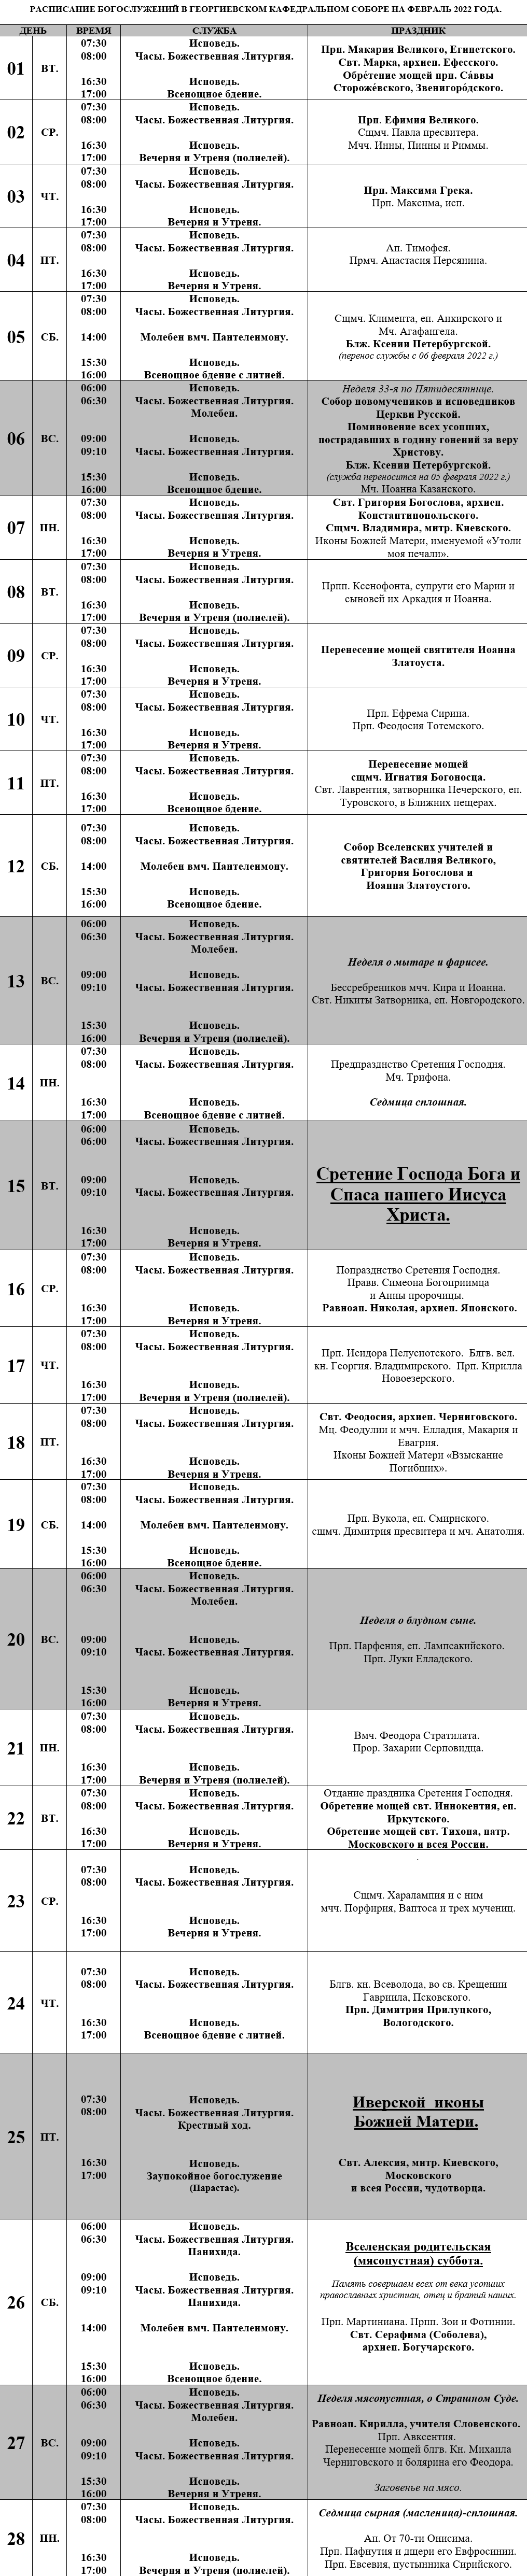 РАСПИСАНИЕ БОГОСЛУЖЕНИЙ В ГЕОРГИЕВСКОМ КАФЕДРАЛЬНОМ СОБОРЕ НА ФЕВРАЛЬ 2022 ГОДА.
ДЕНЬ ВРЕМЯ СЛУЖБА ПРАЗДНИК
01 ВТ.
07:30 Исповедь.
08:00 Часы. Божественная Литургия.
16:30 Исповедь.
17:00 Всенощное бдение.
Прп. Макария Великого, Египетского.
Свт. Марка, архиеп. Ефесского.
Обре́тение мощей прп. Са́ввы
Стороже́вского, Звенигоро́дского.
02 СР.
07:30 Исповедь.
08:00 Часы. Божественная Литургия.
16:30 Исповедь.
17:00 Вечерня и Утреня (полиелей).
Прп. Ефимия Великого.
Сщмч. Павла пресвитера.
Мчч. Инны, Пинны и Риммы.
03 ЧТ.
07:30 Исповедь.
08:00 Часы. Божественная Литургия.
16:30 Исповедь.
17:00 Вечерня и Утреня.
Прп. Максима Грека.
Прп. Максима, исп.
04 ПТ.
07:30 Исповедь.
08:00 Часы. Божественная Литургия.
16:30 Исповедь.
17:00 Вечерня и Утреня.
Ап. Тимофея.
Прмч. Анастасия Персянина.
05 СБ.
07:30 Исповедь.
08:00 Часы. Божественная Литургия.
14:00 Молебен вмч. Пантелеимону.
15:30 Исповедь.
16:00 Всенощное бдение с литией.
Сщмч. Климента, еп. Анкирского и
Мч. Агафангела.
Блж. Ксении Петербургской.
(перенос службы с 06 февраля 2022 г.)
06 ВС.
06:00 Исповедь.
06:30 Часы. Божественная Литургия.
Молебен.
09:00 Исповедь.
09:10 Часы. Божественная Литургия.
15:30 Исповедь.
16:00 Всенощное бдение.
Неделя 33-я по Пятидесятнице.
Собор новомучеников и исповедников
Церкви Русской.
Поминовение всех усопших,
пострадавших в годину гонений за веру
Христову.
Блж. Ксении Петербургской.
(служба переносится на 05 февраля 2022 г.)
Мч. Иоанна Казанского.
07 ПН.
07:30 Исповедь.
08:00 Часы. Божественная Литургия.
16:30 Исповедь.
17:00 Вечерня и Утреня.
Свт. Григория Богослова, архиеп.
Константинопольского.
Сщмч. Владимира, митр. Киевского.
Иконы Божией Матери, именуемой «Утоли
моя печали».
08 ВТ.
07:30 Исповедь.
08:00 Часы. Божественная Литургия.
16:30 Исповедь.
17:00 Вечерня и Утреня (полиелей).
Прпп. Ксенофонта, супруги его Марии и
сыновей их Аркадия и Иоанна.
09 СР.
07:30 Исповедь.
08:00 Часы. Божественная Литургия.
16:30 Исповедь.
17:00 Вечерня и Утреня.
Перенесение мощей святителя Иоанна
Златоуста.
10 ЧТ.
07:30 Исповедь.
08:00 Часы. Божественная Литургия.
16:30 Исповедь.
17:00 Вечерня и Утреня.
Прп. Ефрема Сирина.
Прп. Феодосия Тотемского.
11 ПТ.
07:30 Исповедь.
08:00 Часы. Божественная Литургия.
16:30 Исповедь.
17:00 Всенощное бдение.
Перенесение мощей
сщмч. Игнатия Богоносца.
Свт. Лаврентия, затворника Печерского, еп.
Туровского, в Ближних пещерах.
12 СБ.
07:30 Исповедь.
08:00 Часы. Божественная Литургия.
14:00 Молебен вмч. Пантелеимону.
15:30 Исповедь.
16:00 Всенощное бдение.
Собор Вселенских учителей и
святителей Василия Великого,
Григория Богослова и
Иоанна Златоустого.
13 ВС.
06:00 Исповедь.
06:30 Часы. Божественная Литургия.
Молебен.
09:00 Исповедь.
09:10 Часы. Божественная Литургия.
15:30 Исповедь.
16:00 Вечерня и Утреня (полиелей).
Неделя о мытаре и фарисее.
Бессребреников мчч. Кира и Иоанна.
Свт. Никиты Затворника, еп. Новгородского.
14 ПН.
07:30 Исповедь.
08:00 Часы. Божественная Литургия.
16:30 Исповедь.
17:00 Всенощное бдение с литией.
Предпразднство Сретения Господня.
Мч. Трифона.
Седмица сплошная.
15 ВТ.
06:00 Исповедь.
06:00 Часы. Божественная Литургия.
09:00 Исповедь.
09:10 Часы. Божественная Литургия.
16:30 Исповедь.
17:00 Вечерня и Утреня.
Сретение Господа Бога и
Спаса нашего Иисуса
Христа.
16 СР.
07:30 Исповедь.
08:00 Часы. Божественная Литургия.
16:30 Исповедь.
17:00 Вечерня и Утреня.
Попразднство Сретения Господня.
Правв. Симеона Богоприимца
и Анны пророчицы.
Равноап. Николая, архиеп. Японского.
17 ЧТ.
07:30 Исповедь.
08:00 Часы. Божественная Литургия.
16:30 Исповедь.
17:00 Вечерня и Утреня (полиелей).
Прп. Исидора Пелусиотского. Блгв. вел.
кн. Георгия. Владимирского. Прп. Кирилла
Новоезерского.
18 ПТ.
07:30 Исповедь.
08:00 Часы. Божественная Литургия.
16:30 Исповедь.
17:00 Вечерня и Утреня.
Свт. Феодосия, архиеп. Черниговского.
Мц. Феодулии и мчч. Елладия, Макария и
Евагрия.
Иконы Божией Матери «Взыскание
Погибших».
19 СБ.
07:30 Исповедь.
08:00 Часы. Божественная Литургия.
14:00 Молебен вмч. Пантелеимону.
15:30 Исповедь.
16:00 Всенощное бдение.
Прп. Вукола, еп. Смирнского.
сщмч. Димитрия пресвитера и мч. Анатолия.
20 ВС.
06:00 Исповедь.
06:30 Часы. Божественная Литургия.
Молебен.
09:00 Исповедь.
09:10 Часы. Божественная Литургия.
15:30 Исповедь.
16:00 Вечерня и Утреня.
Неделя о блудном сыне.
Прп. Парфения, еп. Лампсакийского.
Прп. Луки Елладского.
21 ПН.
07:30 Исповедь.
08:00 Часы. Божественная Литургия.
16:30 Исповедь.
17:00 Вечерня и Утреня (полиелей).
Вмч. Феодора Стратилата.
Прор. Захарии Серповидца.
22 ВТ.
07:30 Исповедь.
08:00 Часы. Божественная Литургия.
16:30 Исповедь.
17:00 Вечерня и Утреня.
Отдание праздника Сретения Господня.
Обретение мощей свт. Иннокентия, еп.
Иркутского.
Обретение мощей свт. Тихона, патр.
Московского и всея России.
23 СР.
07:30 Исповедь.
08:00 Часы. Божественная Литургия.
16:30 Исповедь.
17:00 Вечерня и Утреня.
.
Сщмч. Харалампия и с ним
мчч. Порфирия, Ваптоса и трех мучениц.
24 ЧТ.
07:30 Исповедь.
08:00 Часы. Божественная Литургия.
16:30 Исповедь.
17:00 Всенощное бдение с литией.
Блгв. кн. Всеволода, во св. Крещении
Гавриила, Псковского.
Прп. Димитрия Прилуцкого,
Вологодского.
25 ПТ.
07:30 Исповедь.
08:00 Часы. Божественная Литургия.
Крестный ход.
16:30 Исповедь.
17:00 Заупокойное богослужение
(Парастас).
Иверской иконы
Божией Матери.
Свт. Алексия, митр. Киевского,
Московского
и всея России, чудотворца.
26 СБ.
06:00 Исповедь.
06:30 Часы. Божественная Литургия.
Панихида.
09:00 Исповедь.
09:10 Часы. Божественная Литургия.
Панихида.
14:00 Молебен вмч. Пантелеимону.
15:30 Исповедь.
16:00 Всенощное бдение.
Вселенская родительская
(мясопустная) суббота.
Память совершаем всех от века усопших
православных христиан, отец и братий наших.
Прп. Мартиниана. Прпп. Зои и Фотинии.
Свт. Серафима (Соболева),
архиеп. Богучарского.
27 ВС.
06:00 Исповедь.
06:30 Часы. Божественная Литургия.
Молебен.
09:00 Исповедь.
09:10 Часы. Божественная Литургия.
15:30 Исповедь.
16:00 Вечерня и Утреня.
Неделя мясопустная, о Страшном Суде.
Равноап. Кирилла, учителя Словенского.
Прп. Авксентия.
Перенесение мощей блгв. Кн. Михаила
Черниговского и болярина его Феодора.
Заговенье на мясо.
28 ПН.
07:30 Исповедь.
08:00 Часы. Божественная Литургия.
16:30 Исповедь.
17:00 Вечерня и Утреня (полиелей).
Седмица сырная (масленица)-сплошная.
Ап. От 70-ти Онисима.
Прп. Пафнутия и дщери его Евфросинии.
Прп. Евсевия, пустынника Сирийского.